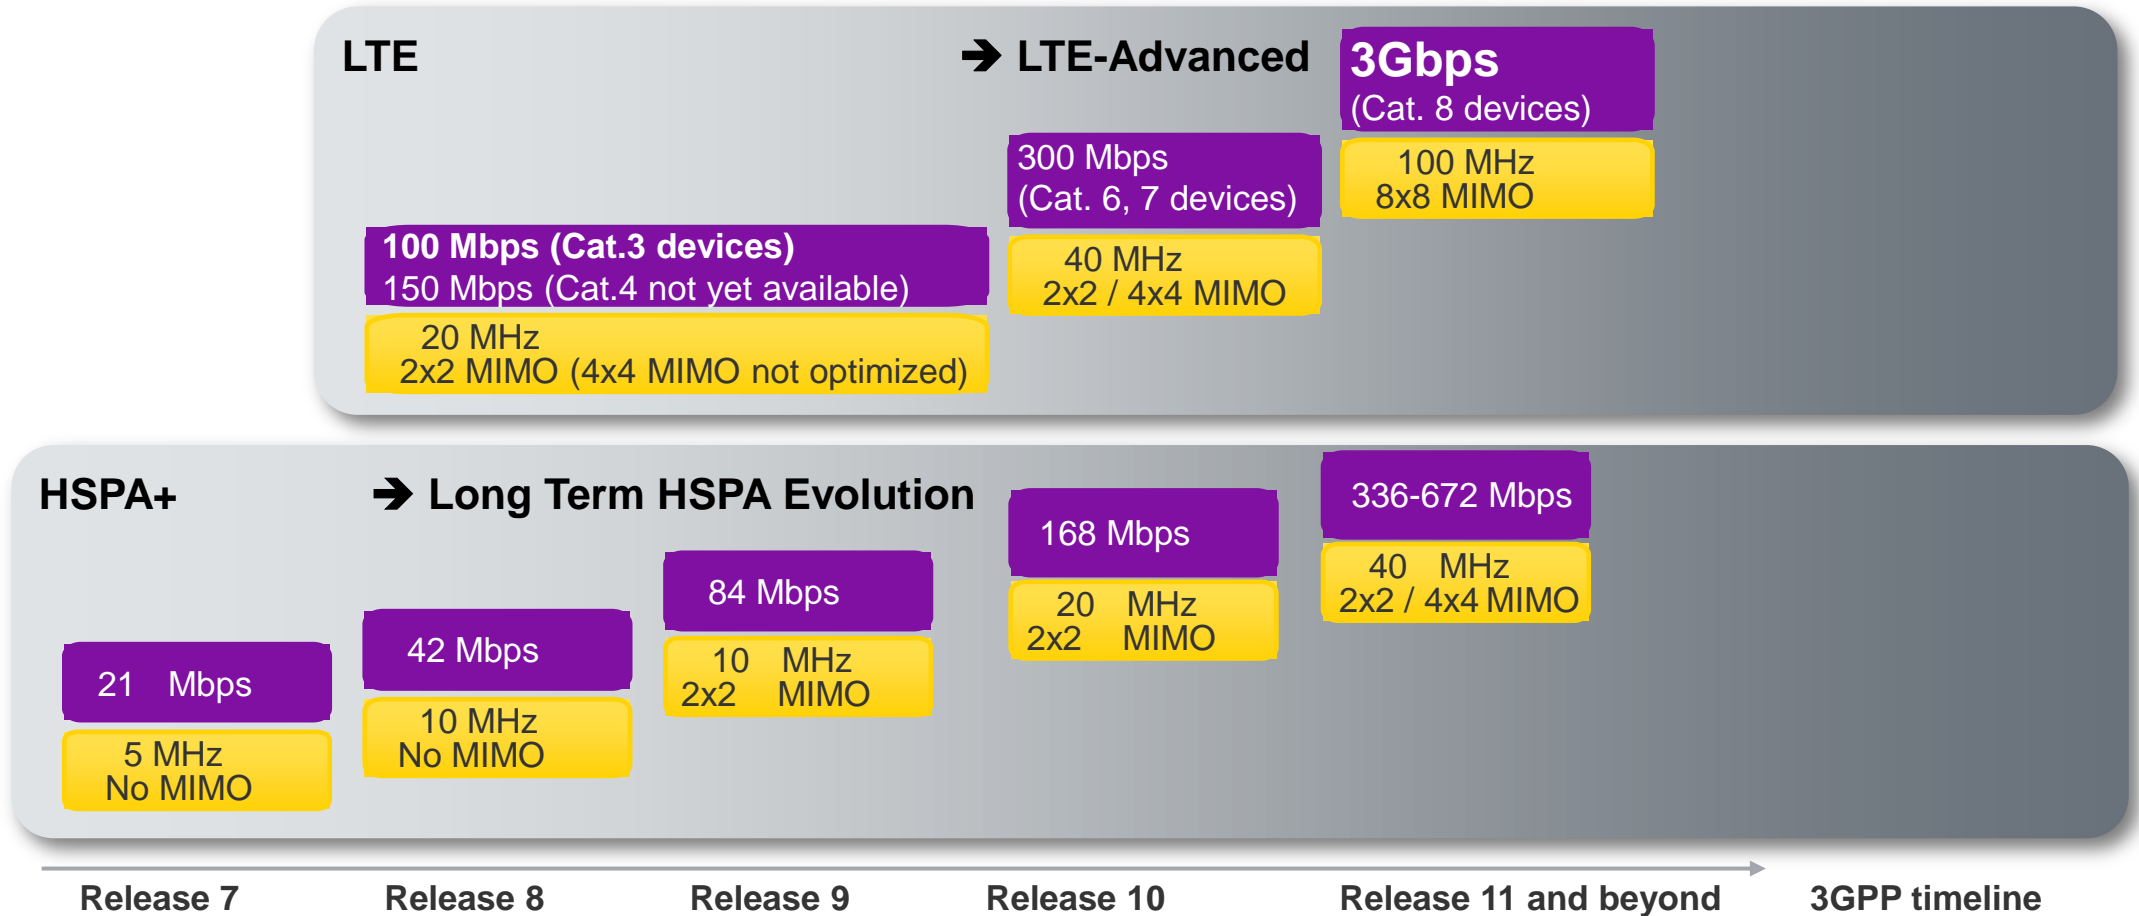 LTE
➔ LTE-Advanced
3Gbps
(Cat. 8 devices)
100 MHz
8x8 MIMO
300 Mbps
(Cat. 6, 7 devices)
40 MHz
2x2 / 4x4 MIMO
100 Mbps (Cat.3 devices)
150 Mbps (Cat.4 not yet available)
20 MHz
2x2 MIMO (4x4 MIMO not optimized)
HSPA+
➔ Long Term HSPA Evolution
21 Mbps
5 MHz
No MIMO
42 Mbps
10 MHz
No MIMO
84 Mbps
10 MHz
2x2 MIMO
168 Mbps
20 MHz
2x2 MIMO
336-672 Mbps
40 MHz
2x2 / 4x4 MIMO
Release 7
Release 8
Release 9
Release 10
Release 11 and beyond
3GPP timeline